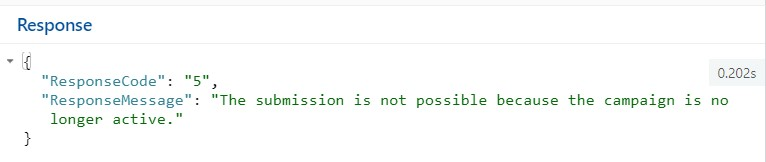 Response
{
0.202s
"ResponseCode": "5",
"ResponseMessage": "The submission is not possible because the campaign is no
longer active."
}